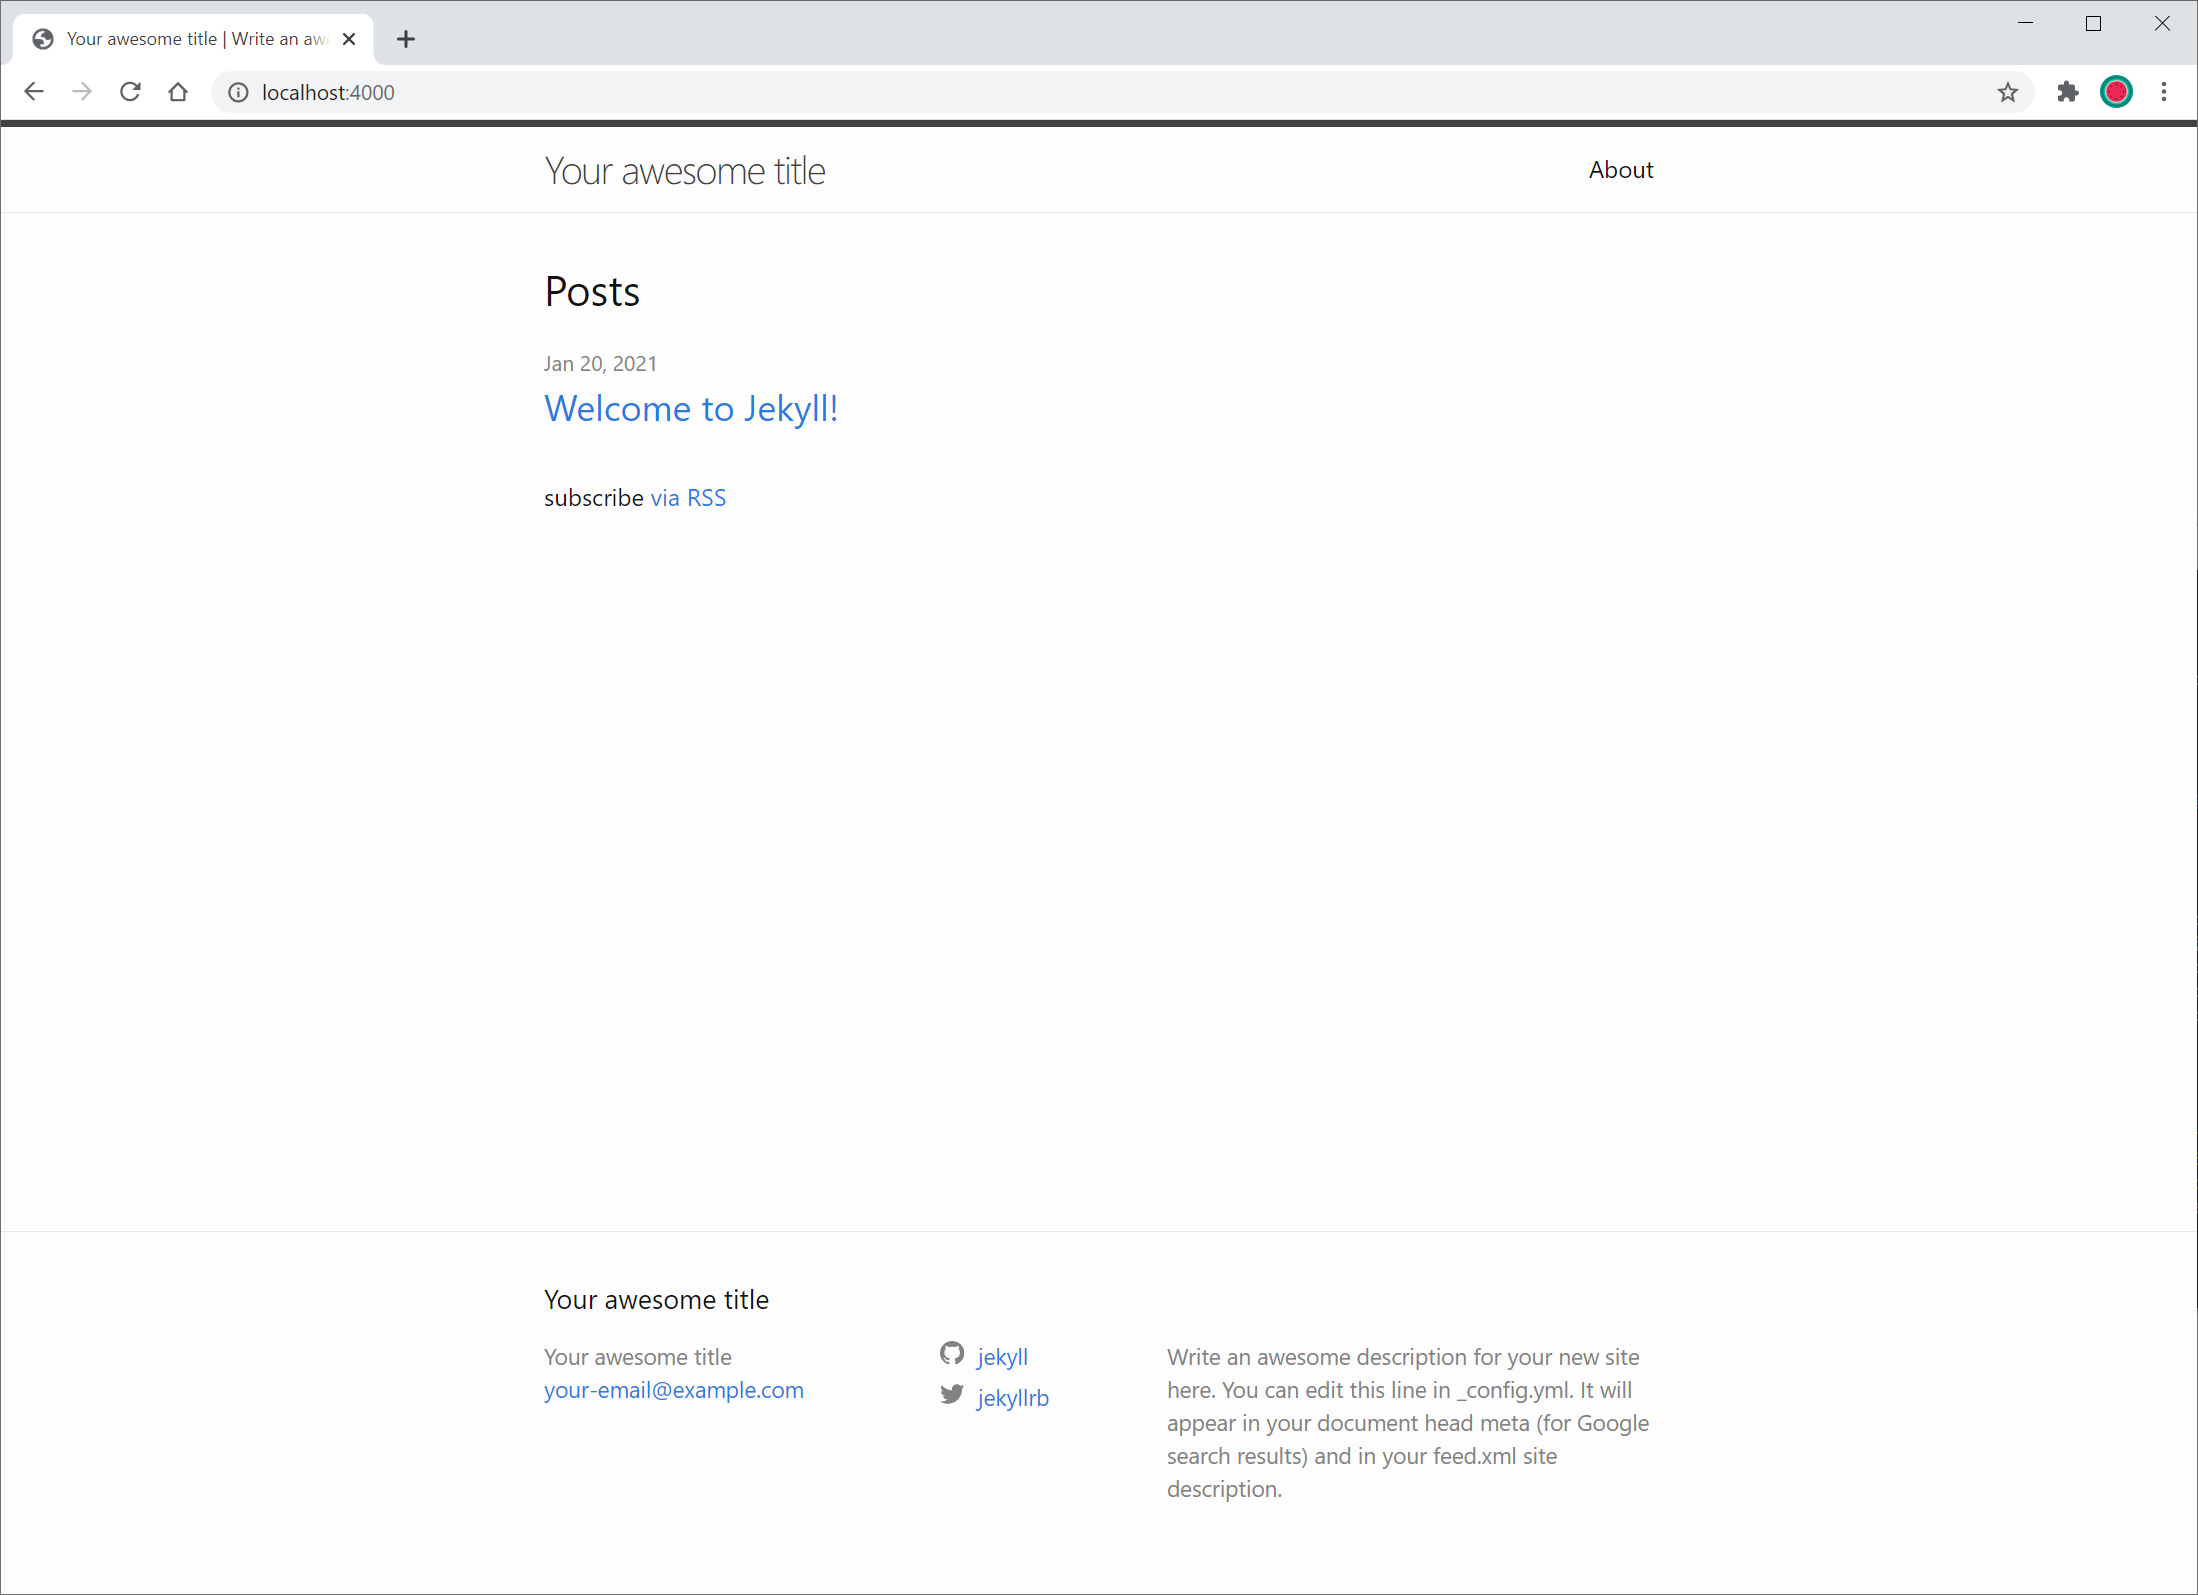 Your awesome title | Write an aw
localhost:4000
Your awesome title
About
Posts
Jan 20, 2021
Welcome to Jekyll!
subscribe via RSS
Your awesome title
Your awesome title
your-email@example.com
jekyll
jekyllrb
Write an awesome description for your new site
here. You can edit this line in _config.yml. It will
appear in your document head meta (for Google
search results) and in your feed.xml site
description.